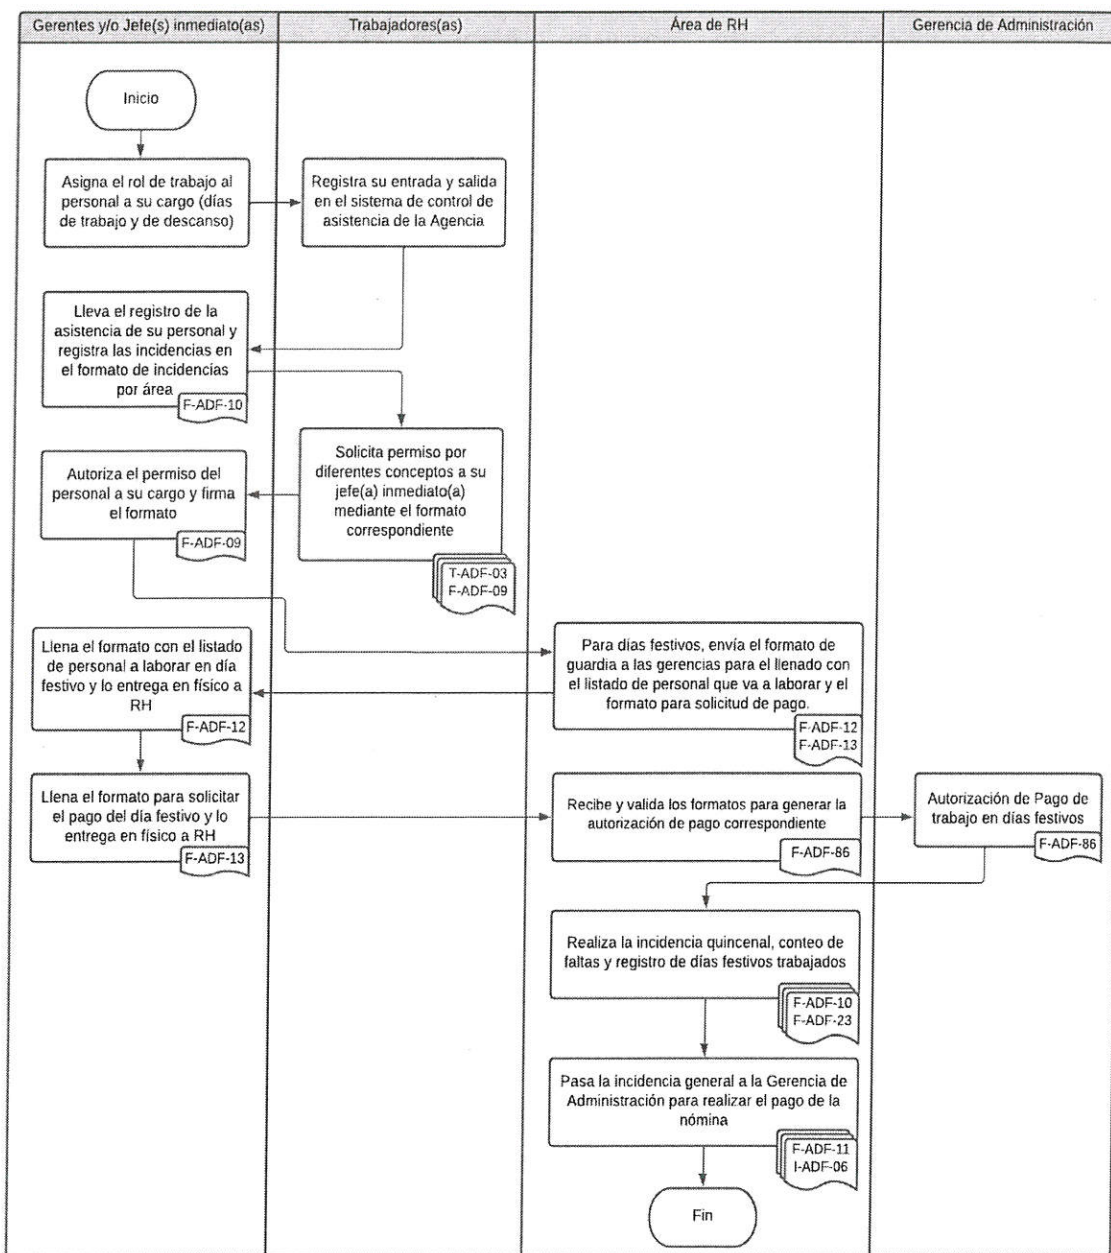 Gerentes y/o Jefe(s) inmediato(as)
Trabajadores(as)
Área de RH
Gerencia de Administración
Inicio
Asigna el rol de trabajo al
personal a su cargo (días
de trabajo y de descanso)
Registra su entrada y salida
en el sistema de control de
asistencia de la Agencia
Lleva el registro de la
asistencia de su personal y
registra las incidencias en
el formato de incidencias
por área
F-ADF-10
Solicita permiso por
diferentes conceptos a su
jefe(a) inmediato(a)
mediante el formato
correspondiente
T-ADF-03
F-ADF-09
Autoriza el permiso del
personal a su cargo y firma
el formato
F-ADF-09
Para dias festivos, envía el formato de
guardia a las gerencias para el llenado con
el listado de personal que va a laborar y el
formato para solicitud de pago.
F-ADF-12
F-ADF-13
Llena el formato con el listado
de personal a laborar en día
festivo y lo entrega en físico a
RH
F-ADF-12
Llena el formato para solicitar
el pago del día festivo y lo
entrega en físico a RH
F-ADF-13
Recibe y valida los formatos para generar la
autorización de pago correspondiente
F-ADF-86
Autorización de Pago de
trabajo en días festivos
F-ADF-86
Realiza la incidencia quincenal, conteo de
faltas y registro de días festivos trabajados
F-ADF-10
F-ADF-23
Pasa la incidencia general a la Gerencia de
Administración para realizar el pago de la
nómina
F-ADF-11
I-ADF-06
Fin